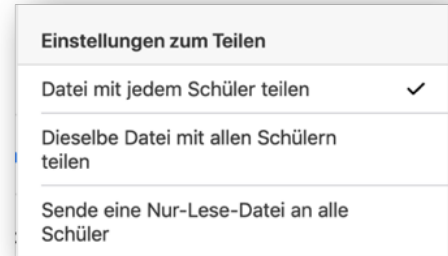 Einstellungen zum Teilen
Datei mit jedem Schüler teilen
Dieselbe Datei mit allen Schülern
teilen
Sende eine Nur-Lese-Datei an alle
Schüler